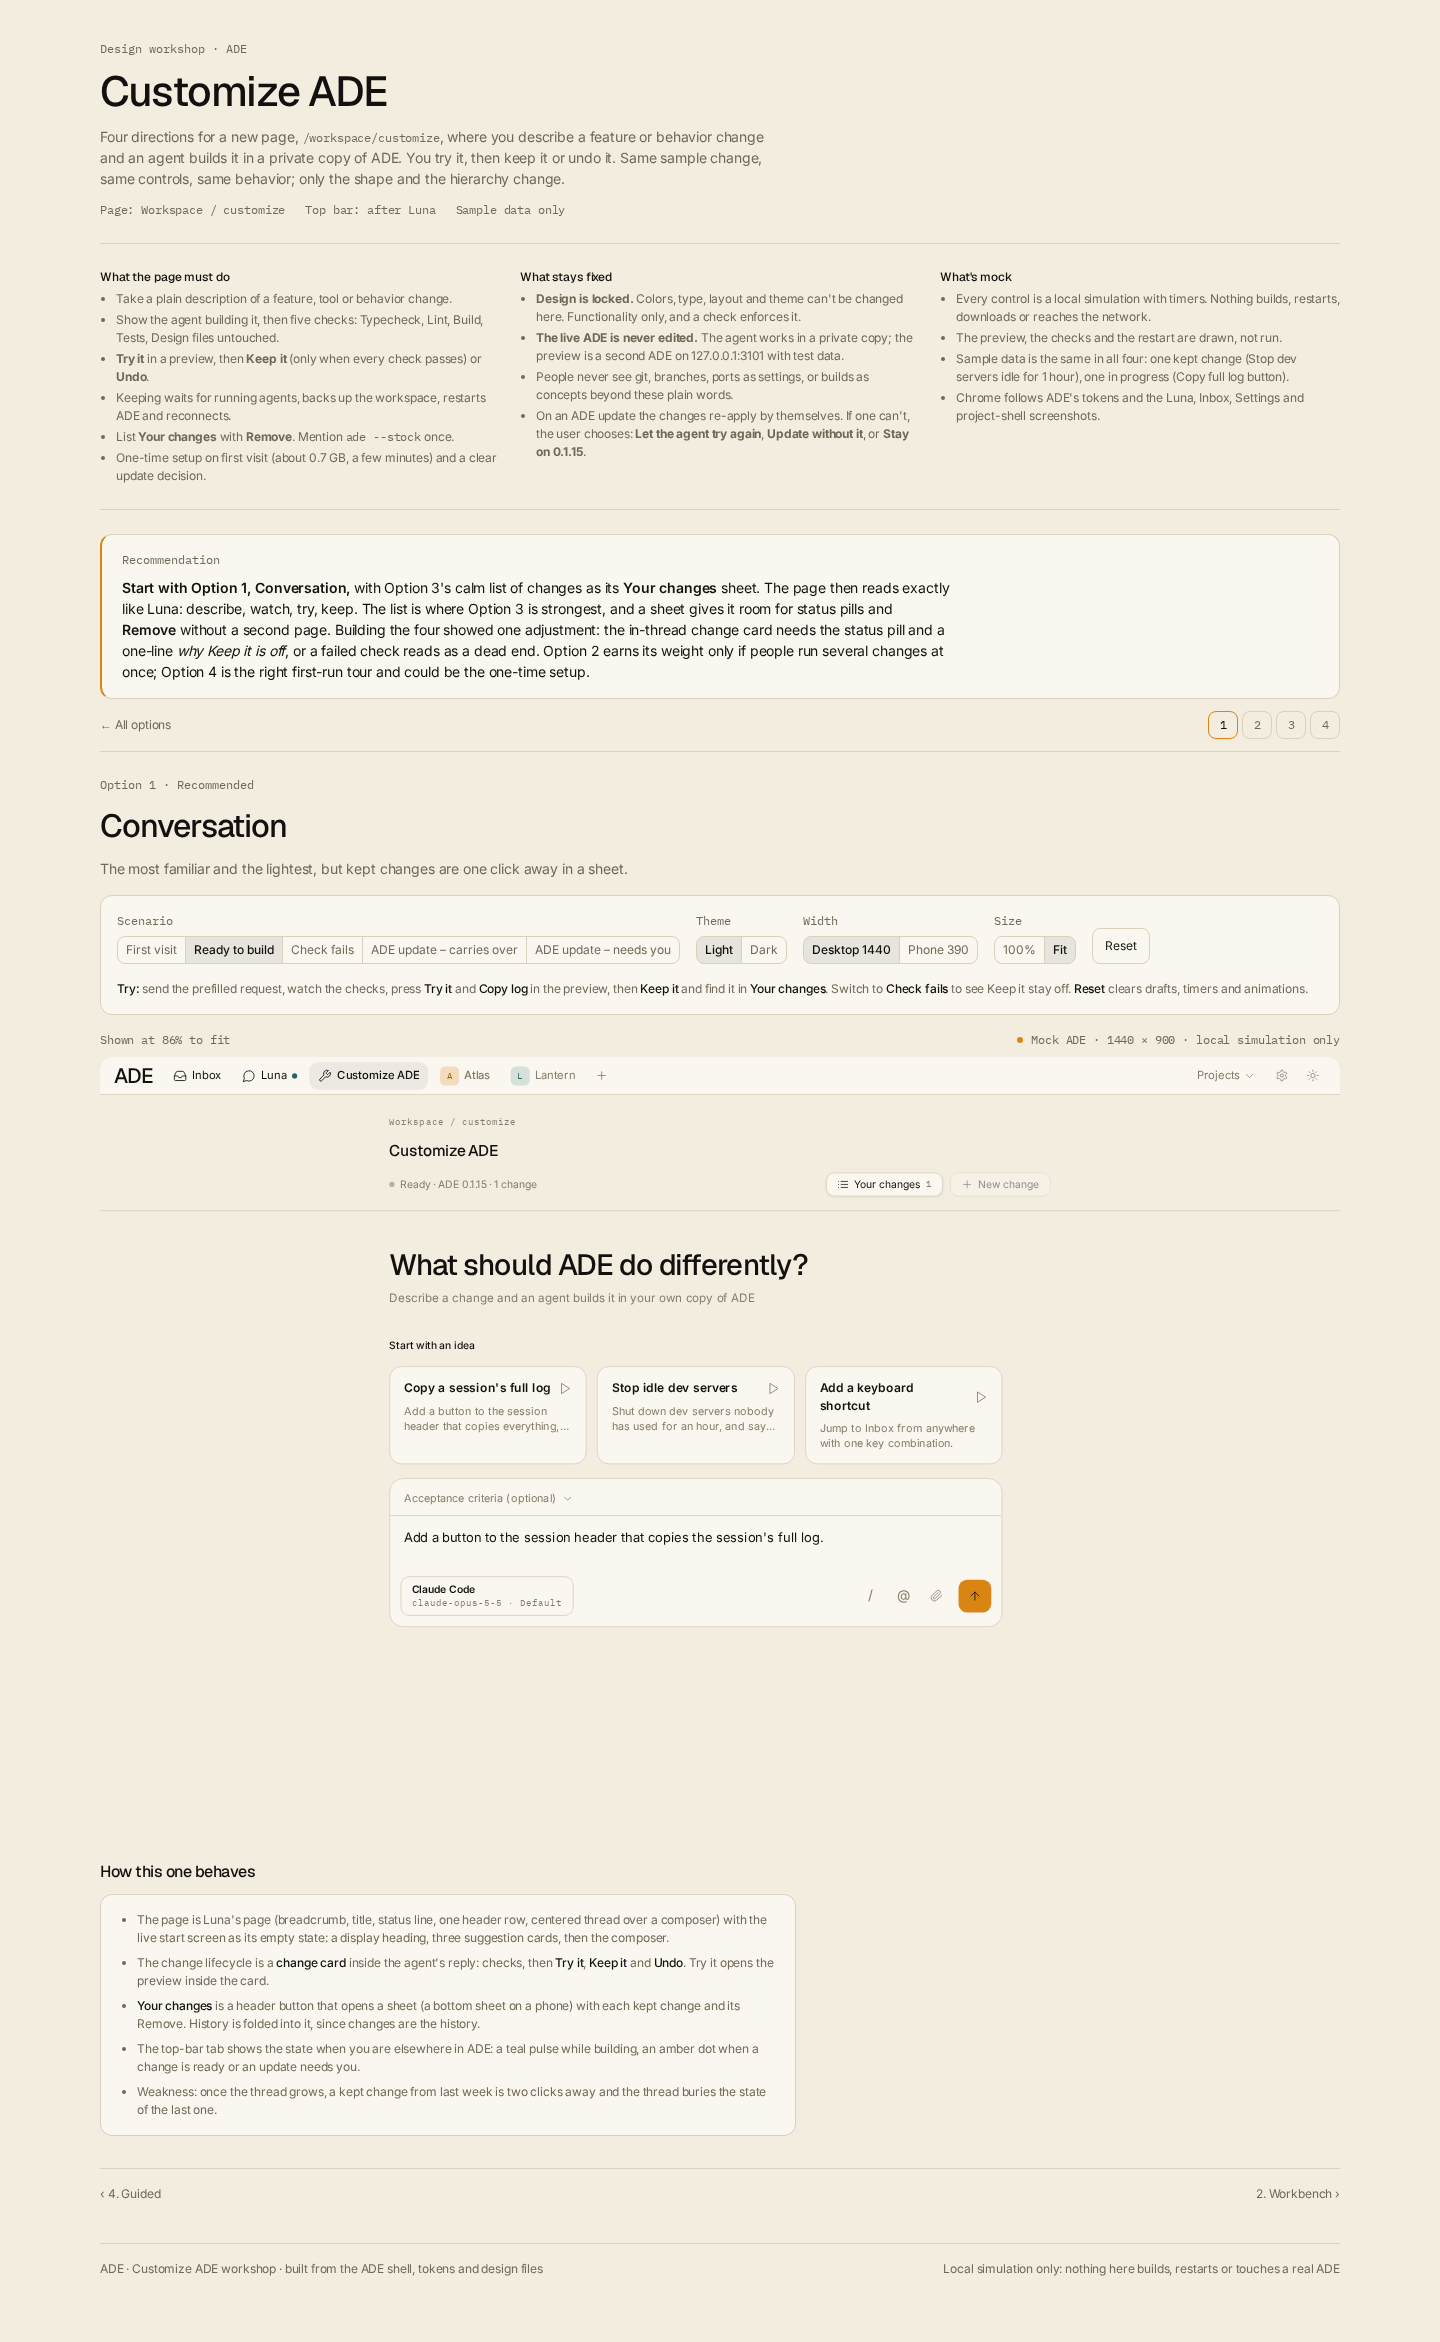 Design workshop · ADE
Customize ADE
Four directions for a new page, /workspace/customize, where you describe a feature or behavior change
and an agent builds it in a private copy of ADE. You try it, then keep it or undo it. Same sample change,
same controls, same behavior; only the shape and the hierarchy change.
Page: Workspace / customize Top bar: after Luna Sample data only
What the page must do
• Take a plain description of a feature, tool or behavior change.
• Show the agent building it, then five checks: Typecheck, Lint, Build,
Tests, Design files untouched.
• Try it in a preview, then Keep it (only when every check passes) or
Undo.
• Keeping waits for running agents, backs up the workspace, restarts
ADE and reconnects.
• List Your changes with Remove. Mention ade --stock once.
• One-time setup on first visit (about 0.7 GB, a few minutes) and a clear
update decision.
What stays fixed
• Design is locked. Colors, type, layout and theme can't be changed
here. Functionality only, and a check enforces it.
• The live ADE is never edited. The agent works in a private copy; the
preview is a second ADE on 127.0.0.1:3101 with test data.
• People never see git, branches, ports as settings, or builds as
concepts beyond these plain words.
• On an ADE update the changes re-apply by themselves. If one can't,
the user chooses: Let the agent try again, Update without it, or Stay
on 0.1.15.
What's mock
• Every control is a local simulation with timers. Nothing builds, restarts,
downloads or reaches the network.
• The preview, the checks and the restart are drawn, not run.
• Sample data is the same in all four: one kept change (Stop dev
servers idle for 1 hour), one in progress (Copy full log button).
• Chrome follows ADE's tokens and the Luna, Inbox, Settings and
project-shell screenshots.
Recommendation
Start with Option 1, Conversation, with Option 3's calm list of changes as its Your changes sheet. The page then reads exactly
like Luna: describe, watch, try, keep. The list is where Option 3 is strongest, and a sheet gives it room for status pills and
Remove without a second page. Building the four showed one adjustment: the in-thread change card needs the status pill and a
one-line why Keep it is off, or a failed check reads as a dead end. Option 2 earns its weight only if people run several changes at
once; Option 4 is the right first-run tour and could be the one-time setup.
← All options 1 2 3 4
Option 1 · Recommended
Conversation
The most familiar and the lightest, but kept changes are one click away in a sheet.
Scenario Theme Width Size
First visit Ready to build Check fails ADE update – carries over ADE update – needs you Light Dark Desktop 1440 Phone 390 100% Fit Reset
Try: send the prefilled request, watch the checks, press Try it and Copy log in the preview, then Keep it and find it in Your changes. Switch to Check fails to see Keep it stay off. Reset clears drafts, timers and animations.
Shown at 86% to fit Mock ADE · 1440 × 900 · local simulation only
ADE Inbox Luna Customize ADE A Atlas L Lantern + Projects
Workspace / customize
Customize ADE
Ready · ADE 0.1.15 · 1 change Your changes 1 + New change
What should ADE do differently?
Describe a change and an agent builds it in your own copy of ADE
Start with an idea
Copy a session's full log
Add a button to the session
header that copies everything,...
Stop idle dev servers
Shut down dev servers nobody
has used for an hour, and say...
Add a keyboard
shortcut
Jump to Inbox from anywhere
with one key combination.
Acceptance criteria (optional)
Add a button to the session header that copies the session's full log.
Claude Code
claude-opus-5-5 · Default
/ @
How this one behaves
• The page is Luna's page (breadcrumb, title, status line, one header row, centered thread over a composer) with the
live start screen as its empty state: a display heading, three suggestion cards, then the composer.
• The change lifecycle is a change card inside the agent's reply: checks, then Try it, Keep it and Undo. Try it opens the
preview inside the card.
• Your changes is a header button that opens a sheet (a bottom sheet on a phone) with each kept change and its
Remove. History is folded into it, since changes are the history.
• The top-bar tab shows the state when you are elsewhere in ADE: a teal pulse while building, an amber dot when a
change is ready or an update needs you.
• Weakness: once the thread grows, a kept change from last week is two clicks away and the thread buries the state
of the last one.
‹ 4. Guided 2. Workbench ›
ADE · Customize ADE workshop · built from the ADE shell, tokens and design files Local simulation only: nothing here builds, restarts or touches a real ADE